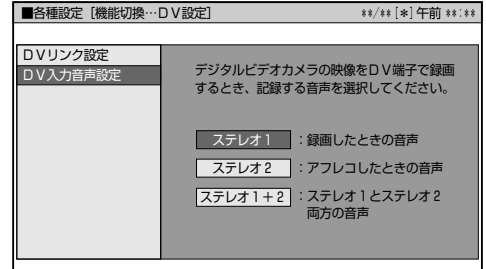 ■各種設定［機能切換…ＤＶ設定］ **/**[*]午前 **:**
ＤＶリンク設定
ＤＶ入力音声設定
デジタルビデオカメラの映像をＤＶ端子で録画
するとき、記録する音声を選択してください。
ステレオ１ ：録画したときの音声
ステレオ２ ：アフレコしたときの音声
ステレオ１＋２ ：ステレオ１とステレオ２
両方の音声